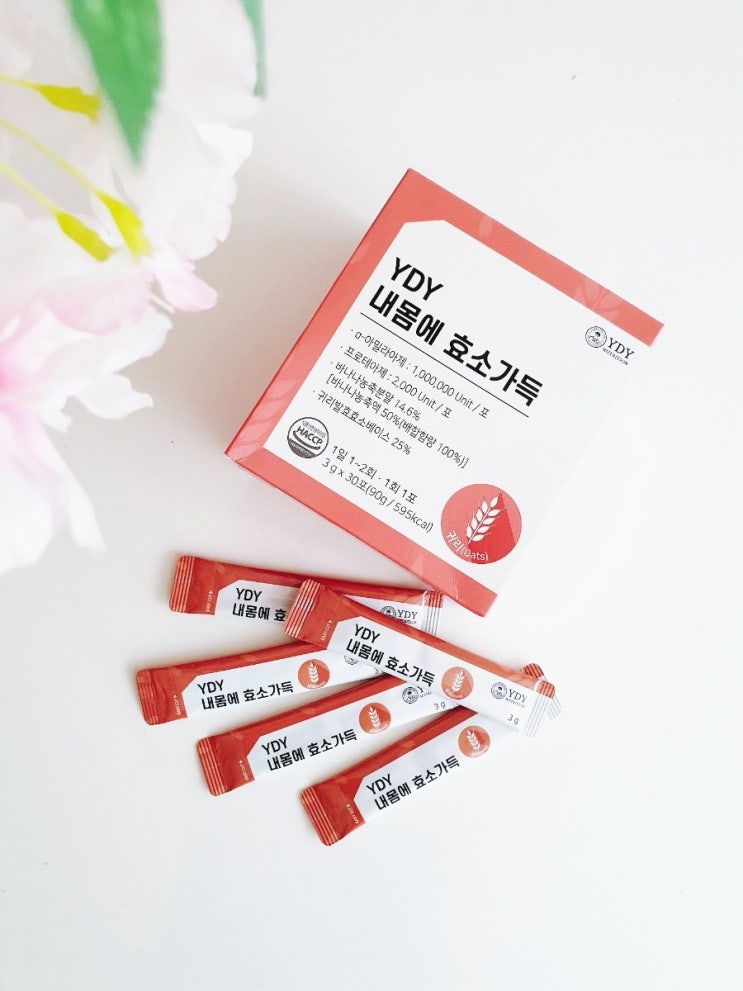 YDY
내몸에 효소가득
YDY
NUTRITION
· α-아밀라아제 : 1,000,000 Unit / 포
· 프로테아제 : 2,000 Unit / 포
· 바나나농축분말 14.6%
[바나나농축액 50%(배합함량 100%)]
· 귀리발효효소베이스 25%
HACCP
1일 1~2회 · 1회 1포
3 g x 30포(90g / 595kcal)
귀리(Oats)
YDY
내몸에 효
YDY
YDY
내몸에 효소가득
YDY
NUTRITION
3 g
YDY
내몸에 효소가득
YDY
내몸에 효소가득
3 g
YDY
내몸에 효소가득